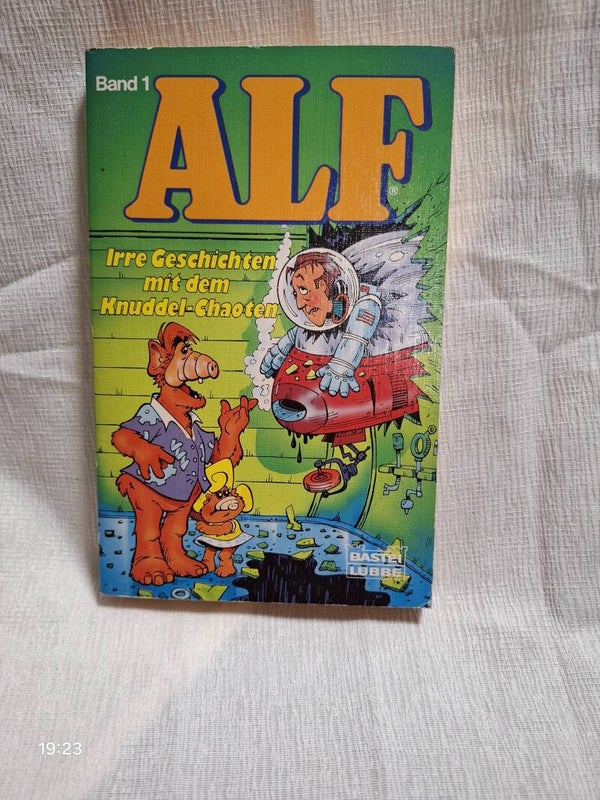 Band 1
ALF
®
Irre Geschichten
mit dem
Knuddel-Chaoten
BASTEI
LÜBBE
19:23